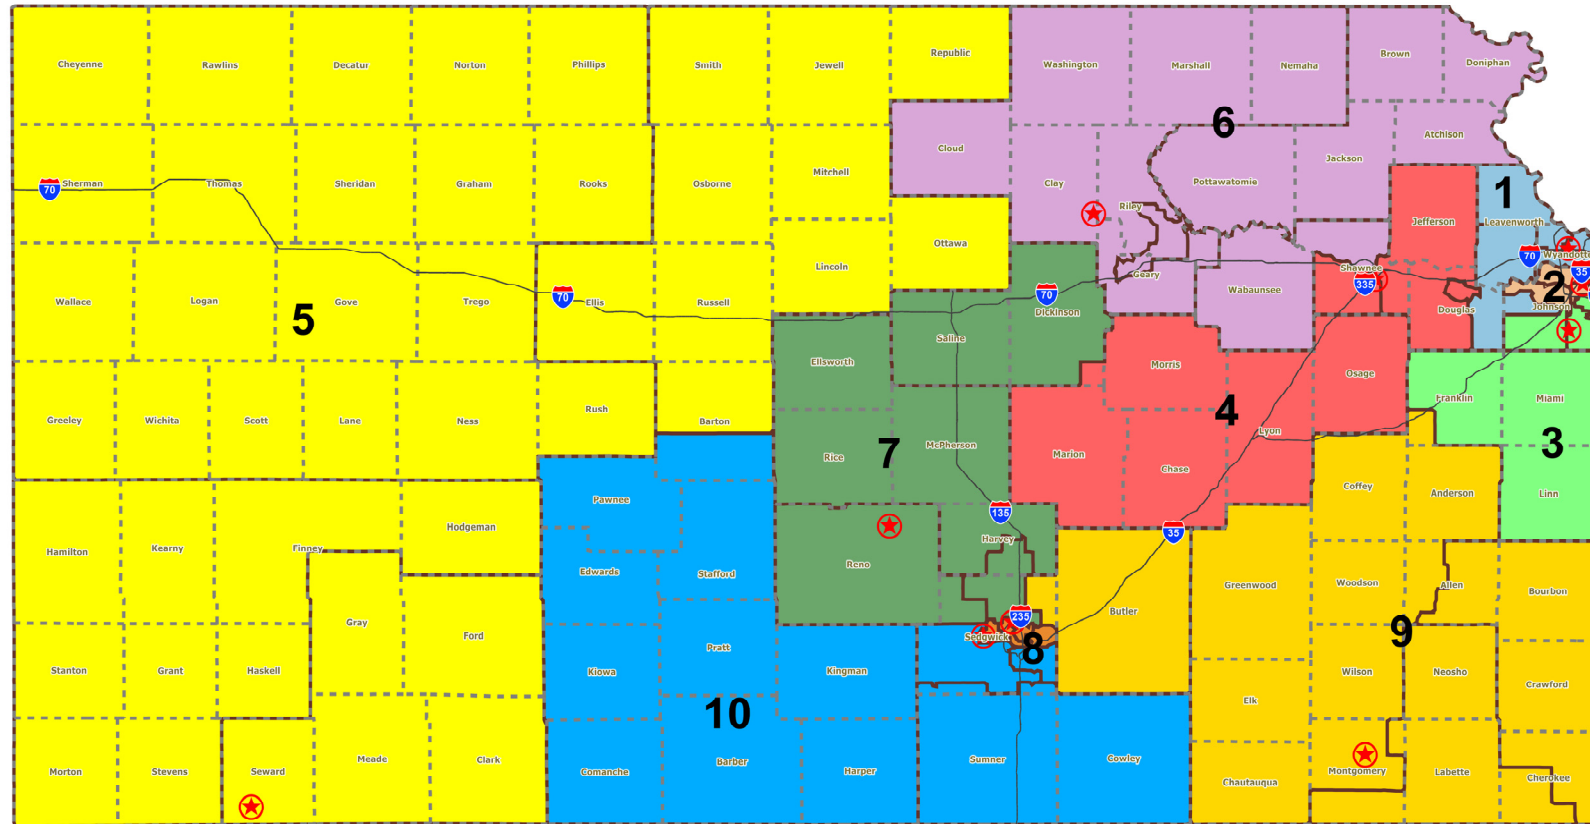 Cheyenne
Rawlins
Decatur
Norton
Phillips
Smith
Jewell
Republic
Washington
Marshall
Nemaha
Brown
Doniphan
6
Cloud
Atchison
Jackson
Mitchell
70
Sherman
Thomas
Sheridan
Graham
Rooks
Osborne
Clay
Pottawatomie
1
Riley
Jefferson
Leavenworth
Ottawa
Lincoln
Wyandotte
70
35
Wallace
Logan
Gove
Trego
70
Ellis
Russell
70
Dickinson
Geary
Wabaunsee
Shawnee
335
Douglas
2
Johnson
5
Saline
Ellsworth
Morris
Osage
Greeley
Wichita
Scott
Lane
Ness
Rush
Barton
Franklin
Miami
4
Lyon
Rice
7
McPherson
Marion
Chase
3
Pawnee
Coffey
Anderson
Linn
135
Hamilton
Kearny
Finney
Hodgeman
35
Harvey
Edwards
Stafford
Reno
Greenwood
Woodson
Allen
Bourbon
Gray
Ford
235
Butler
Sedgwick
8
9
Stanton
Grant
Haskell
Kiowa
Pratt
Kingman
Wilson
Neosho
Crawford
Elk
10
Morton
Stevens
Seward
Meade
Clark
Comanche
Barber
Harper
Sumner
Cowley
Chautauqua
Montgomery
Labette
Cherokee